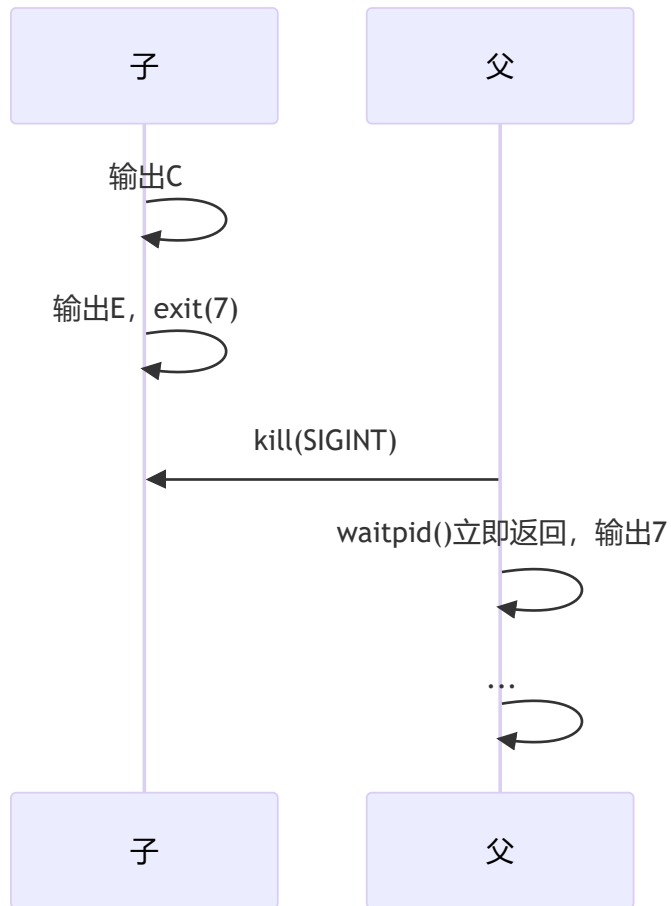 子
父
输出C
输出E，exit(7)
kill(SIGINT)
waitpid()立即返回，输出7
...
子
父